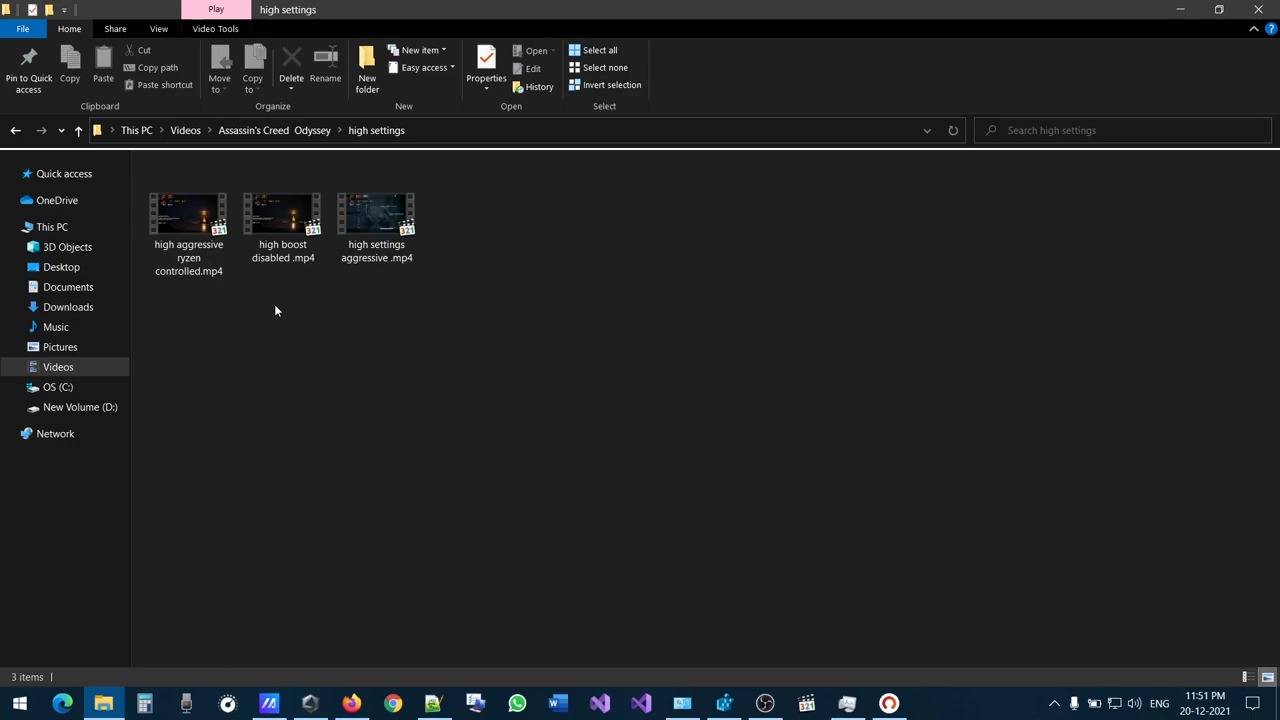 Play
high settings
File
Home
Share
View
Video Tools
Pin to Quick
access
Copy
Paste
Cut
Copy path
Paste shortcut
Clipboard
Move
to
Copy
to
Delete
Rename
Organize
New
folder
New item
Easy access
New
Properties
Open
Edit
History
Open
Select all
Select none
Invert selection
Select
This PC
Videos
Assassin's Creed  Odyssey
high settings
Search high settings
Quick access
OneDrive
This PC
3D Objects
Desktop
Documents
Downloads
Music
Pictures
Videos
OS (C:)
New Volume (D:)
Network
321
high aggressive
ryzen
controlled.mp4
321
high boost
disabled .mp4
321
high settings
aggressive .mp4
3 items
321
ENG
11:51 PM
20-12-2021